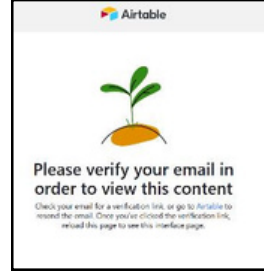 Airtable
Please verify your email in
order to view this content
Check your email for a verification link, or go to Airtable to
resend the email. Once you've clicked the verification link,
reload this page to see this interface page.